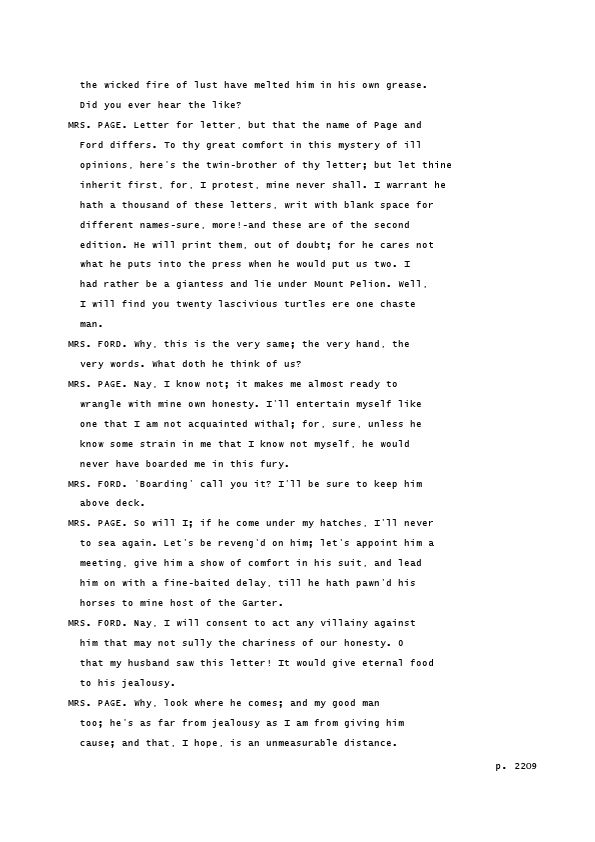 the wicked fire of lust have melted him in his own grease.
Did you ever hear the like?
MRS. PAGE. Letter for letter, but that the name of Page and
Ford differs. To thy great comfort in this mystery of ill
opinions, here's the twin-brother of thy letter; but let thine
inherit first, for, I protest, mine never shall. I warrant he
hath a thousand of these letters, writ with blank space for
different names-sure, more!-and these are of the second
edition. He will print them, out of doubt; for he cares not
what he puts into the press when he would put us two. I
had rather be a giantess and lie under Mount Pelion. Well,
I will find you twenty lascivious turtles ere one chaste
man.
MRS. FORD. Why, this is the very same; the very hand, the
very words. What doth he think of us?
MRS. PAGE. Nay, I know not; it makes me almost ready to
wrangle with mine own honesty. I'll entertain myself like
one that I am not acquainted withal; for, sure, unless he
know some strain in me that I know not myself, he would
never have boarded me in this fury.
MRS. FORD. 'Boarding' call you it? I'll be sure to keep him
above deck.
MRS. PAGE. So will I; if he come under my hatches, I'll never
to sea again. Let's be reveng'd on him; let's appoint him a
meeting, give him a show of comfort in his suit, and lead
him on with a fine-baited delay, till he hath pawn'd his
horses to mine host of the Garter.
MRS. FORD. Nay, I will consent to act any villainy against
him that may not sully the chariness of our honesty. O
that my husband saw this letter! It would give eternal food
to his jealousy.
MRS. PAGE. Why, look where he comes; and my good man
too; he's as far from jealousy as I am from giving him
cause; and that, I hope, is an unmeasurable distance.
p. 2209